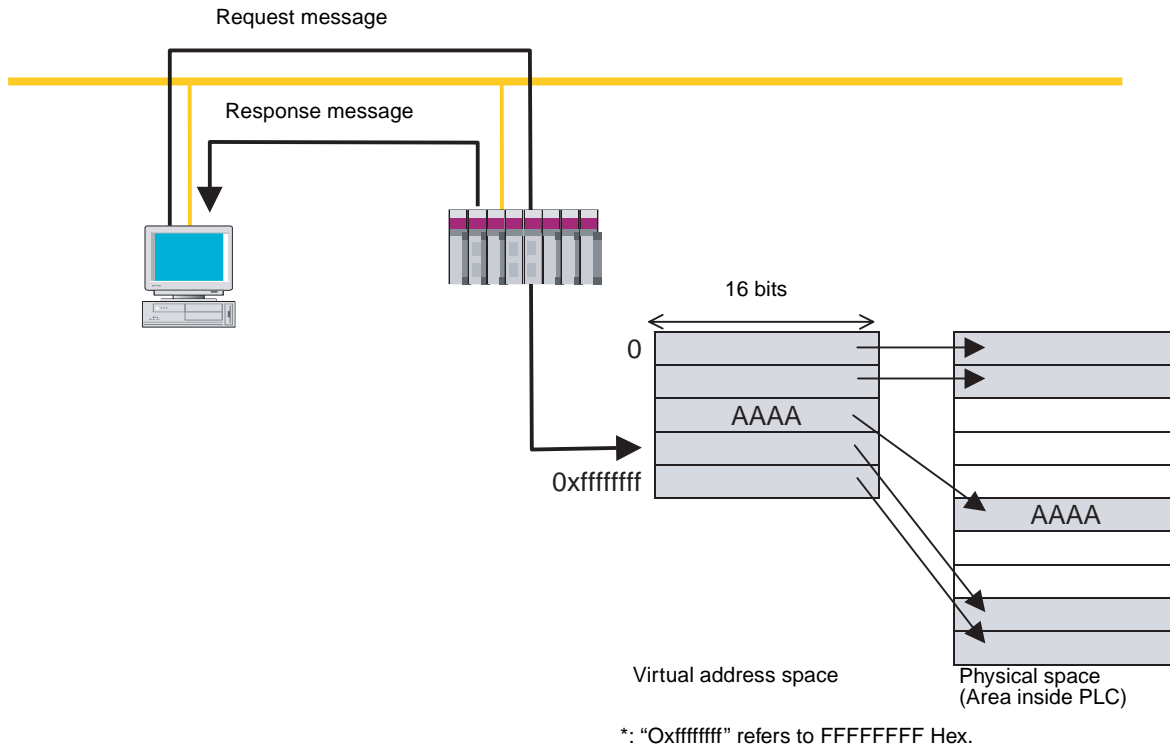 Request message
Response message
16 bits
0
AAAA
0xffffffff
AAAA
Virtual address space
Physical space
(Area inside PLC)
*: “Oxffffffff” refers to FFFFFFFF Hex.